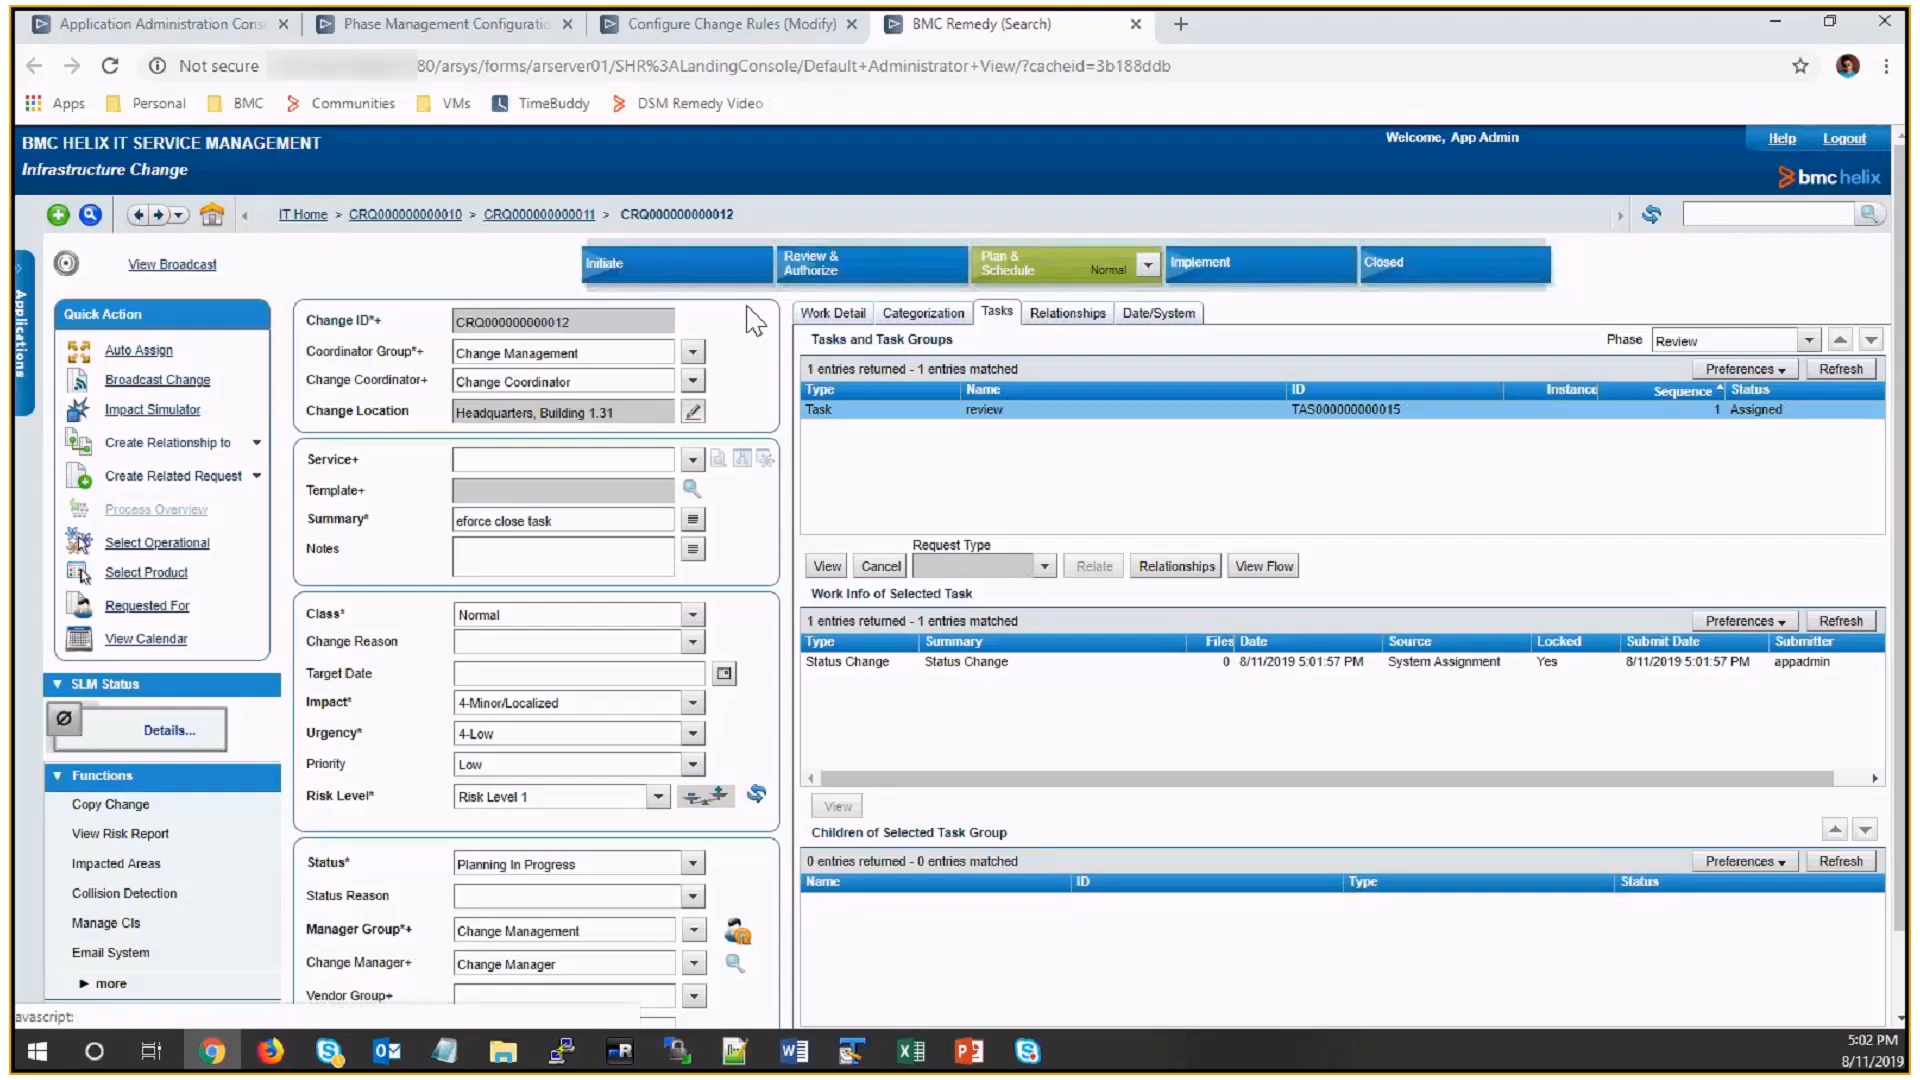 Application Administration Cons
Phase Management Configuratio
Configure Change Rules (Modify)
BMC Remedy (Search)
Not secure
80/arsys/forms/arserver01/SHR%3ALandingConsole/Default+Administrator+View/?cacheid=3b188ddb
Apps
Personal
BMC
Communities
VMs
TimeBuddy
DSM Remedy Video
BMC HELIX IT SERVICE MANAGEMENT
Infrastructure Change
Welcome, App Admin
Help
Logout
bmchelix
IT Home > CRQ000000000010 > CRQ000000000011 > CRQ000000000012
Applications
View Broadcast
Initiate
Review &
Authorize
Plan &
Schedule
Normal
Implement
Closed
Quick Action
Auto Assign
Broadcast Change
Impact Simulator
Create Relationship to
Create Related Request
Process Overview
Select Operational
Select Product
Requested For
View Calendar
SLM Status
Details...
Functions
Copy Change
View Risk Report
Impacted Areas
Collision Detection
Manage CIs
Email System
more
avascript:
Change ID*+ CRQ000000000012
Coordinator Group*+ Change Management
Change Coordinator+ Change Coordinator
Change Location Headquarters, Building 1.31
Service+
Template+
Summary* eforce close task
Notes
Class* Normal
Change Reason
Target Date
Impact* 4-Minor/Localized
Urgency* 4-Low
Priority Low
Risk Level* Risk Level 1
Status* Planning In Progress
Status Reason
Manager Group*+ Change Management
Change Manager+ Change Manager
Vendor Group+
Work Detail
Categorization
Tasks
Relationships
Date/System
Tasks and Task Groups
Phase Review
1 entries returned - 1 entries matched
Preferences
Refresh
Type Name ID Instance Sequence Status
Task review TAS000000000015 1 Assigned
Request Type
View
Cancel
Relate
Relationships
View Flow
Work Info of Selected Task
1 entries returned - 1 entries matched
Preferences
Refresh
Type Summary Files Date Source Locked Submit Date Submitter
Status Change Status Change 0 8/11/2019 5:01:57 PM System Assignment Yes 8/11/2019 5:01:57 PM appadmin
View
Children of Selected Task Group
0 entries returned - 0 entries matched
Preferences
Refresh
Name ID Type Status
5:02 PM
8/11/2019